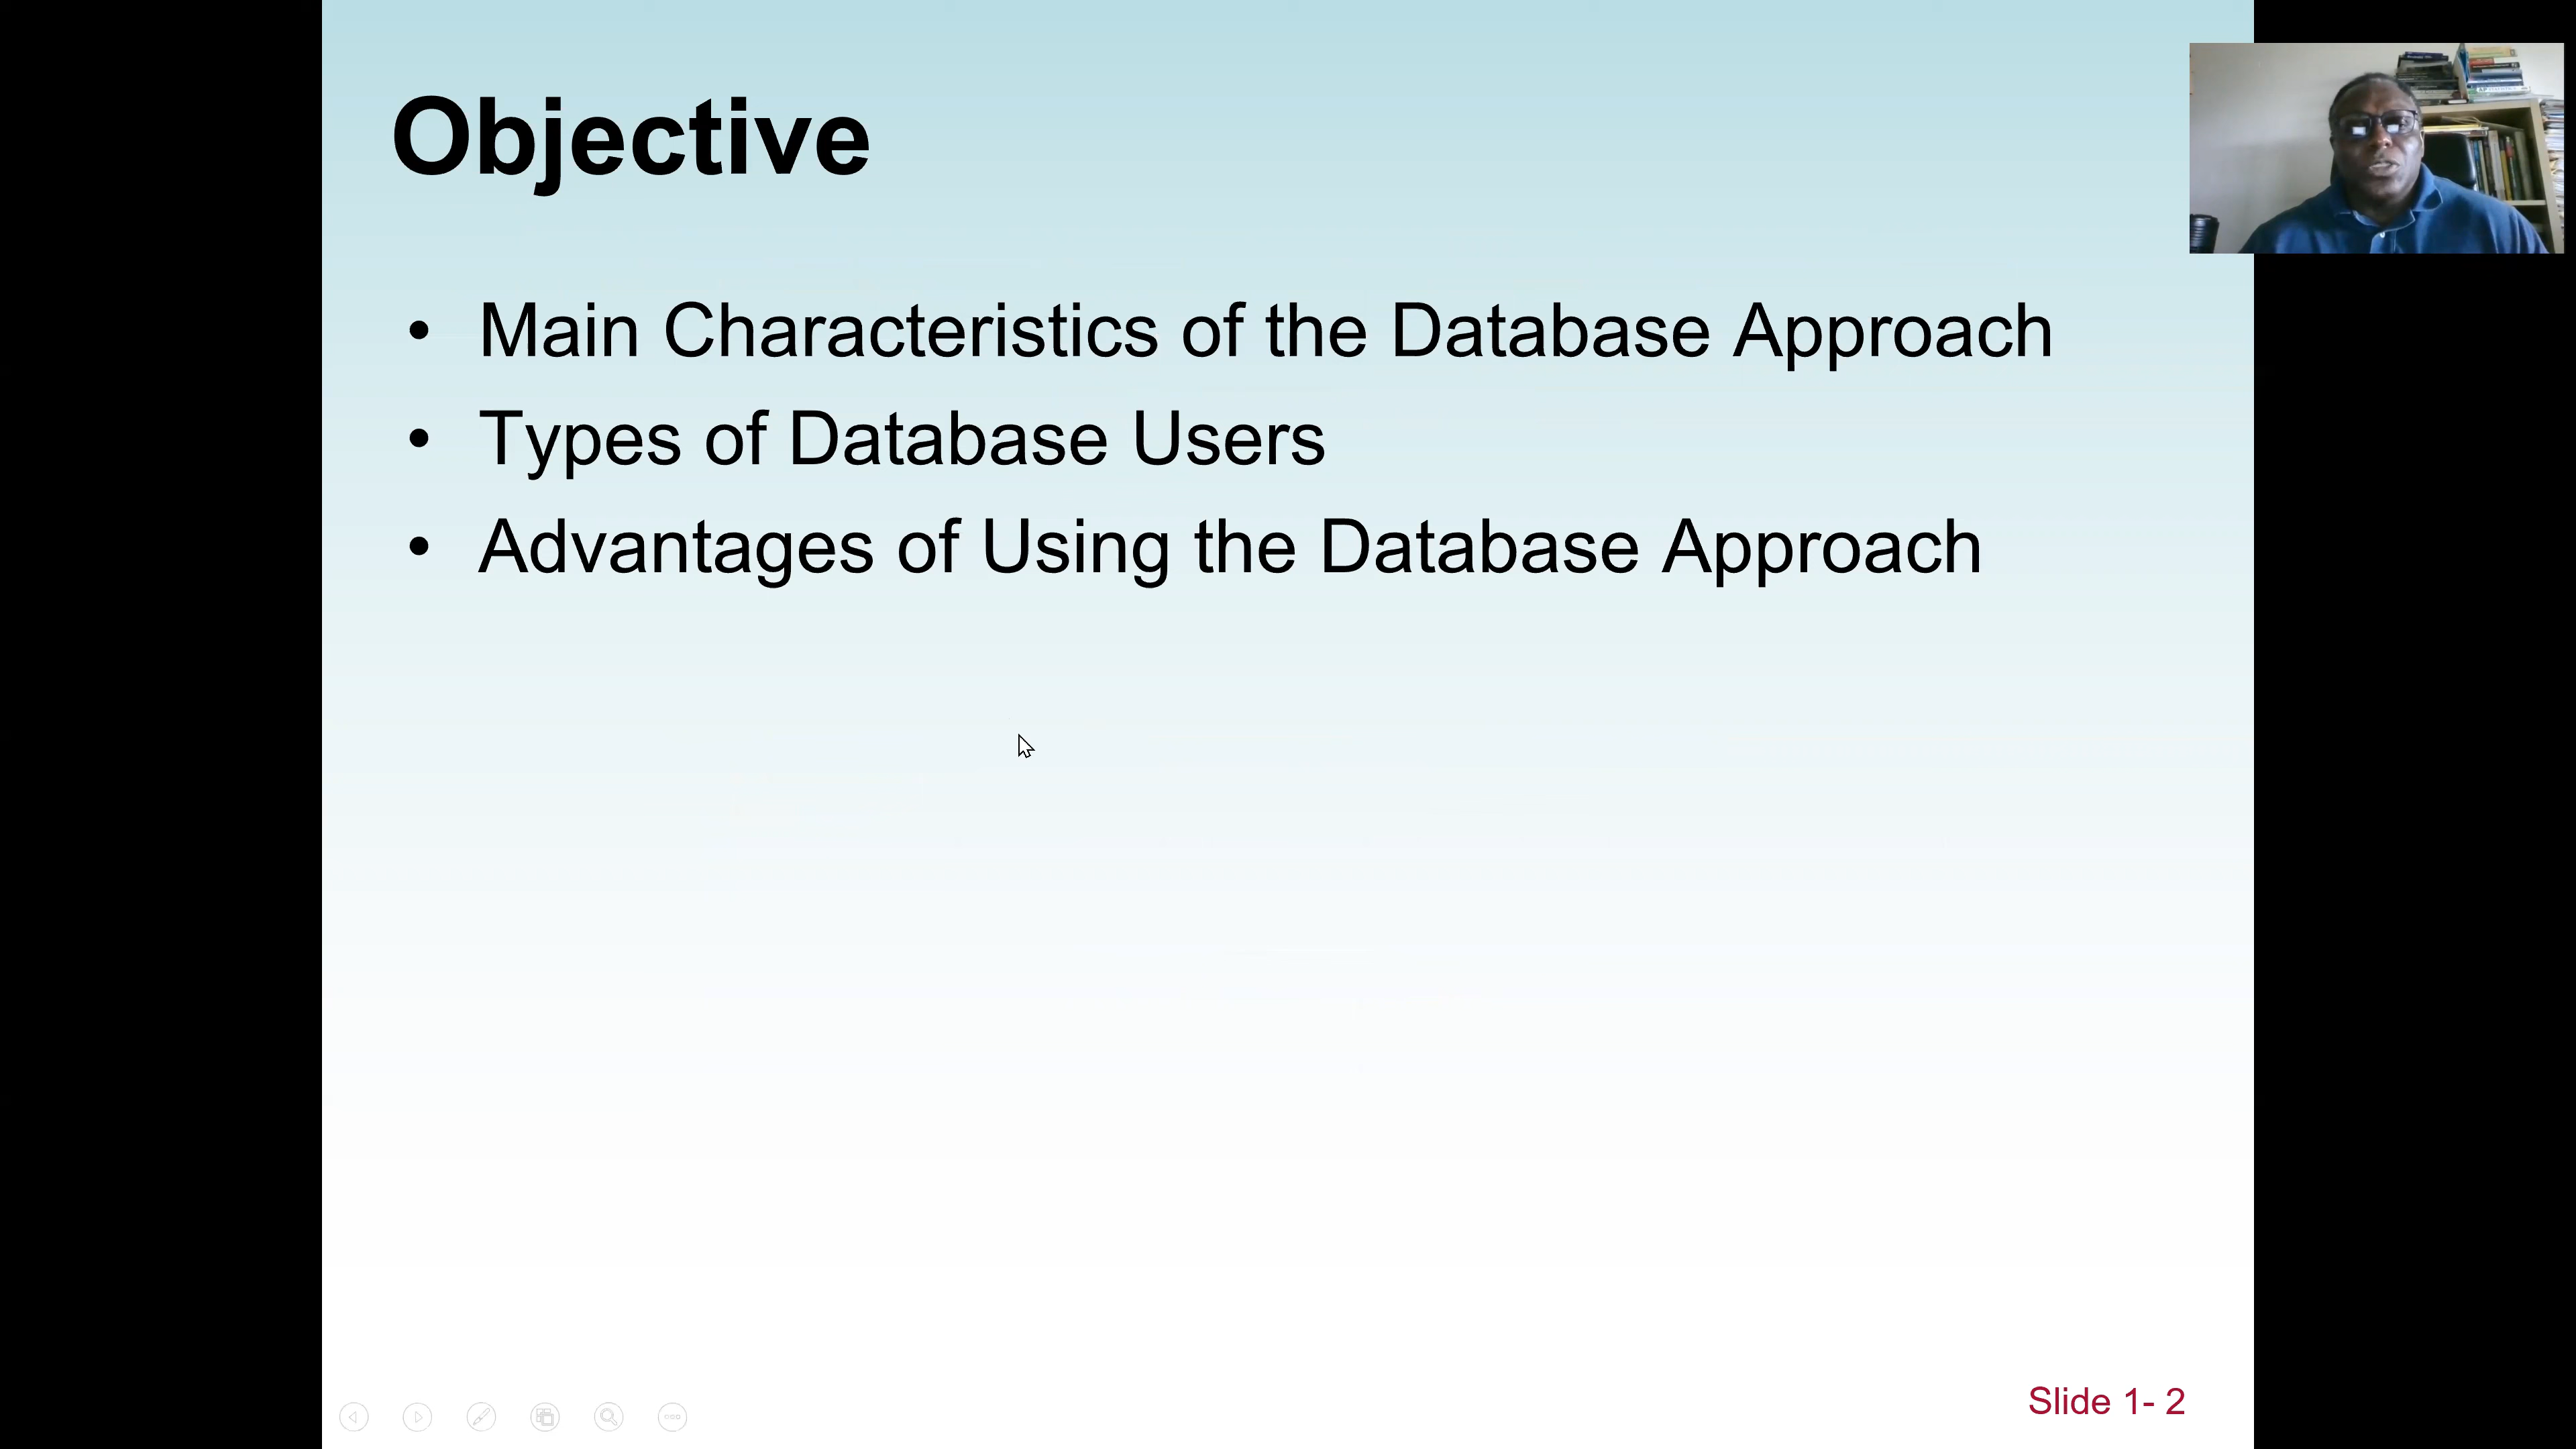 Objective
• Main Characteristics of the Database Approach
• Types of Database Users
• Advantages of Using the Database Approach
Slide 1- 2